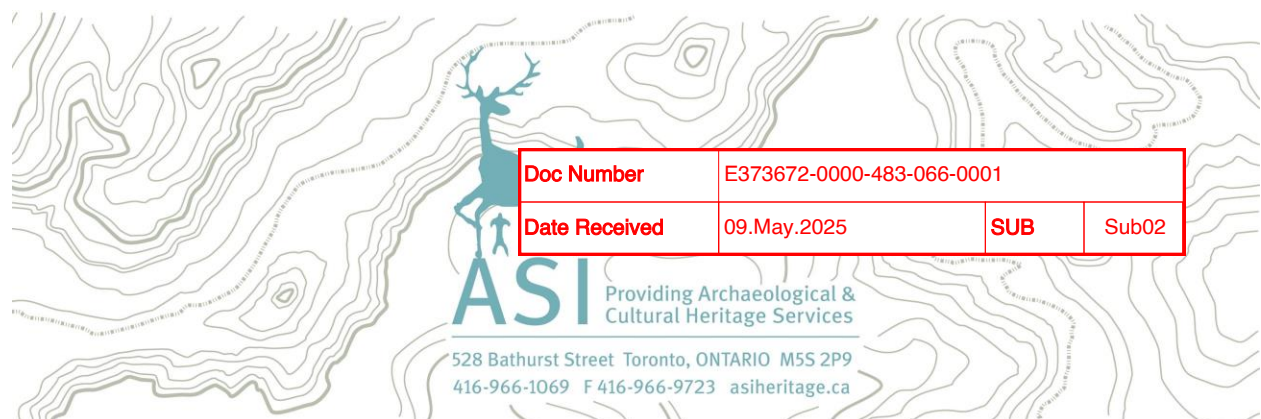 Doc Number E373672-0000-483-066-0001
Date Received 09.May.2025 SUB Sub02
ASI Providing Archaeological &
Cultural Heritage Services
528 Bathurst Street Toronto, ONTARIO M5S 2P9
416-966-1069 F 416-966-9723 asiheritage.ca